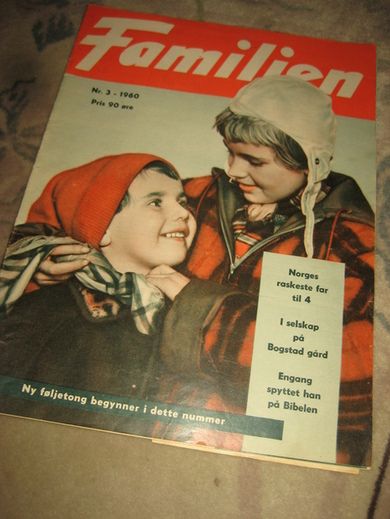 Familien
Nr. 3 - 1960
Pris 90 øre
Norges
raskeste far
til 4
I selskap
på
Bogstad gård
Engang
spyttet han
på Bibelen
Ny føljetong begynner i dette nummer